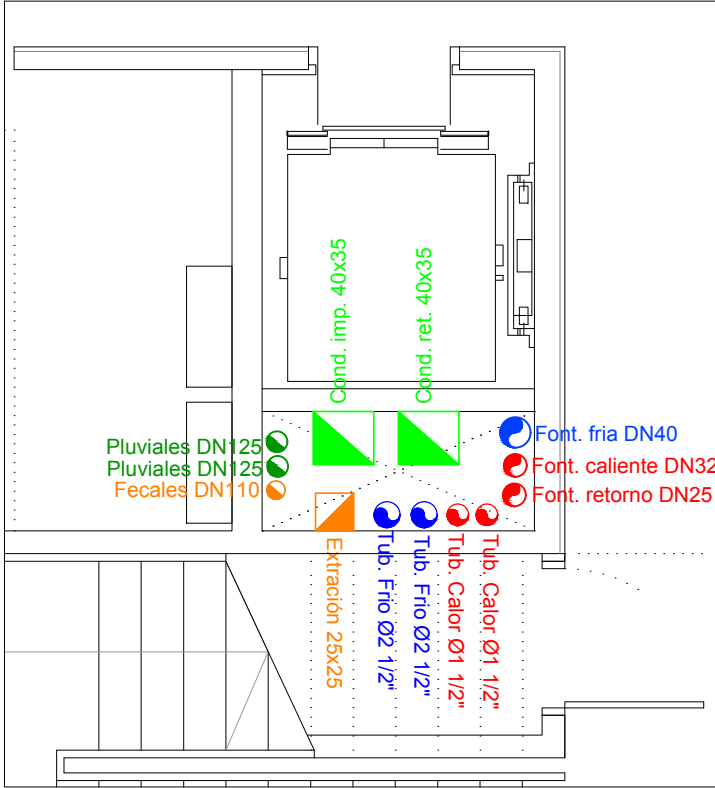 Cond. imp. 40x35
Cond. ret. 40x35
Pluviales DN125
Pluviales DN125
Fecales DN110
Font. fria DN40
Font. caliente DN32
Font. retorno DN25
Extración 25x25
Tub. Frio Ø2 1/2"
Tub. Frio Ø2 1/2"
Tub. Calor Ø1 1/2"
Tub. Calor Ø1 1/2"